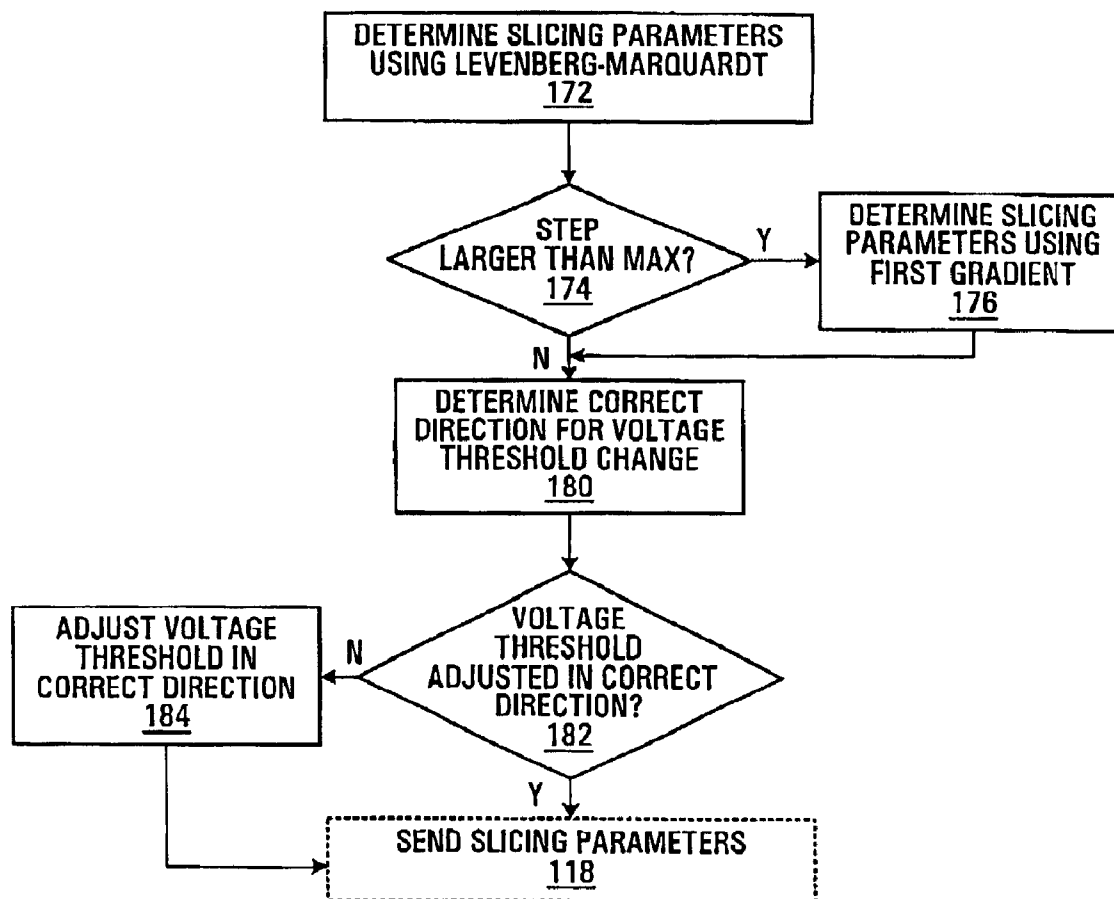 DETERMINE SLICING PARAMETERS
USING LEVENBERG-MARQUARDT
172
STEP
LARGER THAN MAX?
174
Y
DETERMINE SLICING
PARAMETERS USING
FIRST GRADIENT
176
N
DETERMINE CORRECT
DIRECTION FOR VOLTAGE
THRESHOLD CHANGE
180
VOLTAGE
THRESHOLD
ADJUSTED IN CORRECT
DIRECTION?
182
N
ADJUST VOLTAGE
THRESHOLD IN
CORRECT DIRECTION
184
Y
SEND SLICING PARAMETERS
118